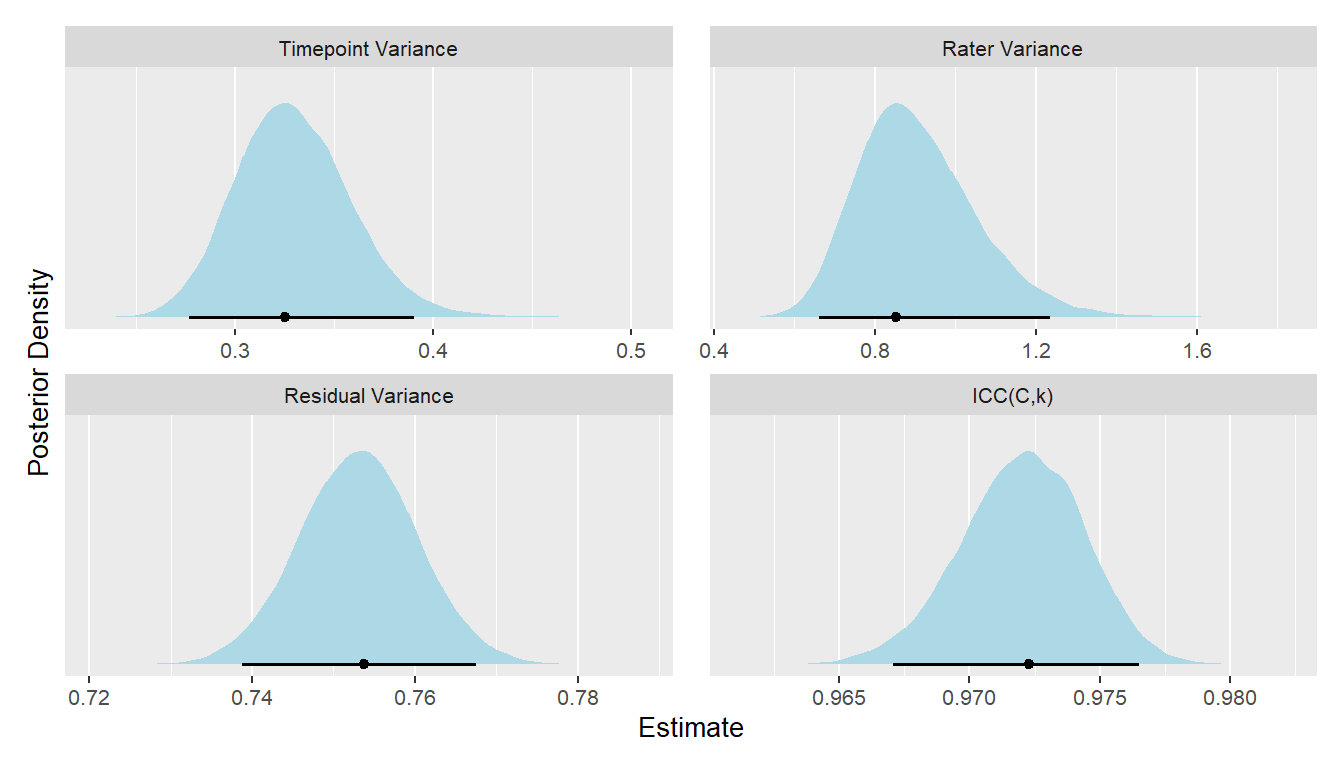 Timepoint Variance
Rater Variance
0.3 0.4 0.5
0.4 0.8 1.2 1.6
Posterior Density
Residual Variance
ICC(C,k)
0.72 0.74 0.76 0.78
0.965 0.970 0.975 0.980
Estimate